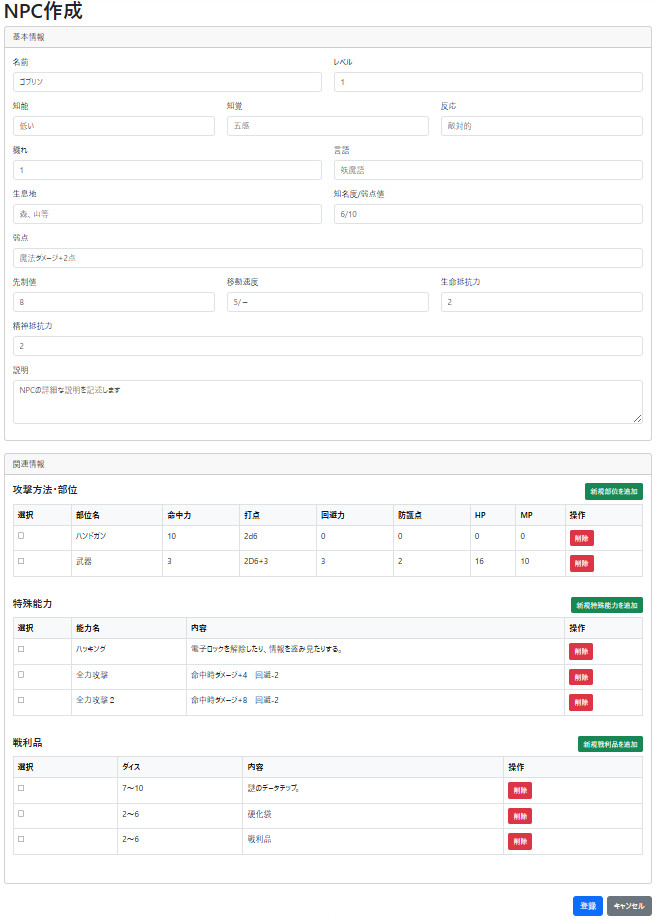 NPC作成
基本情報
名前 レベル
ゴブリン 1
知能 知覚 反応
低い 五感 敵対的
穢れ 言語
1 妖魔語
生息地 知名度/弱点値
森、山等 6/10
弱点
魔法ダメージ+2点
先制値 移動速度 生命抵抗力
8 5/ー 2
精神抵抗力
2
説明
NPCの詳細な説明を記述します
関連情報
攻撃方法・部位 新規部位を追加
選択 部位名 命中力 打点 回避力 防護点 HP MP 操作
ハンドガン 10 2d6 0 0 0 0 削除
武器 3 2D6+3 3 2 16 10 削除
特殊能力 新規特殊能力を追加
選択 能力名 内容 操作
ハッキング 電子ロックを解除したり、情報を盗み見たりする。 削除
全力攻撃 命中時ダメージ+4 回避-2 削除
全力攻撃2 命中時ダメージ+8 回避-2 削除
戦利品 新規戦利品を追加
選択 ダイス 内容 操作
7～10 謎のデータチップ。 削除
2～6 硬化袋 削除
2～6 戦利品 削除
登録 キャンセル